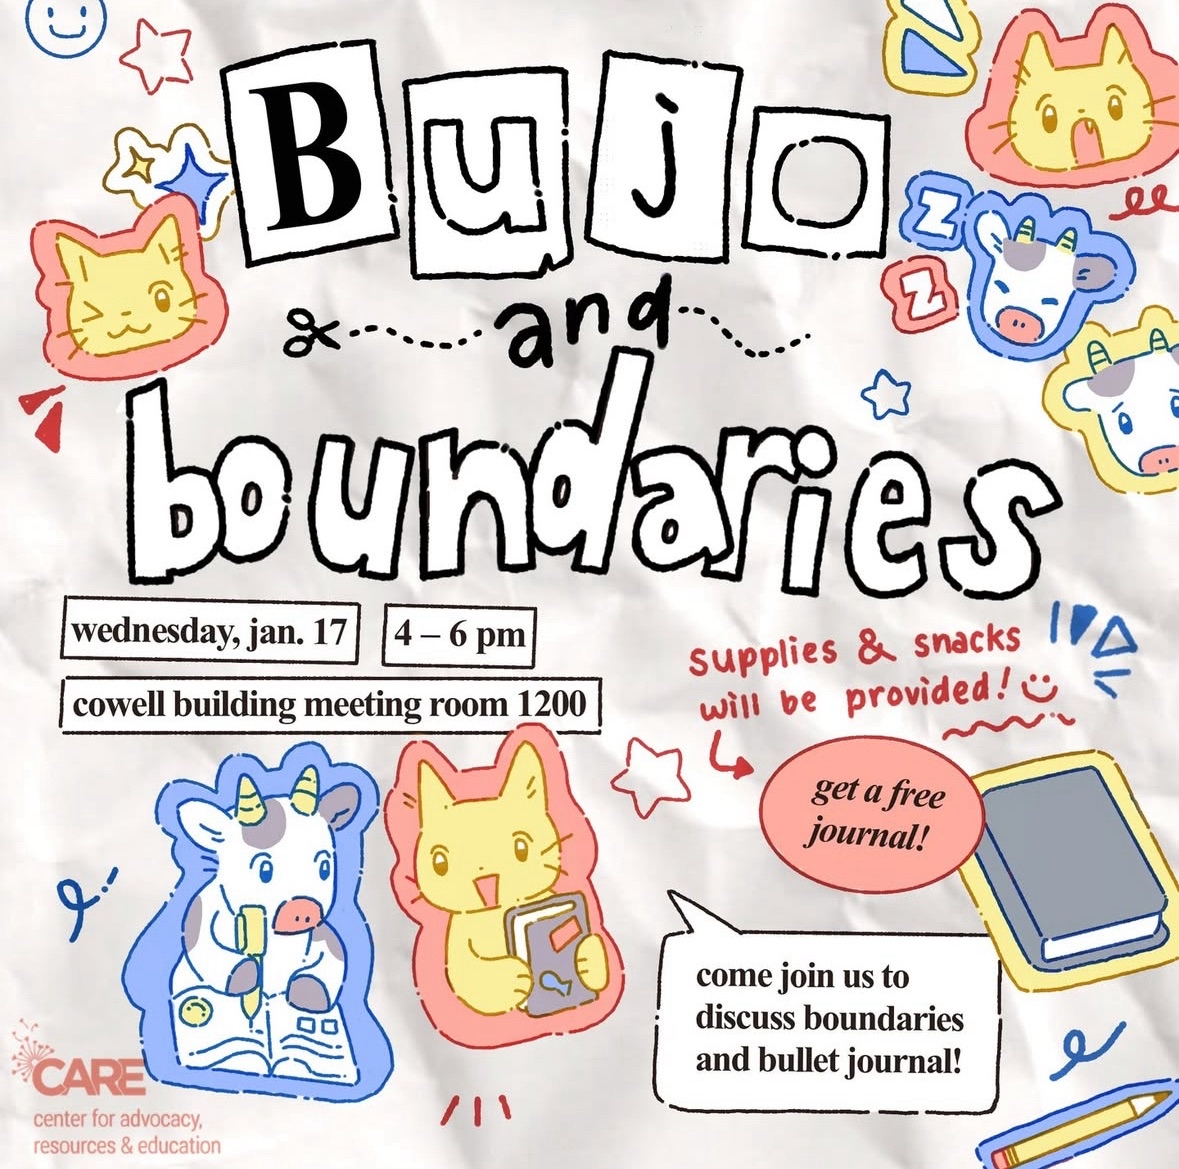 Bujo
and
boundaries
wednesday, jan. 17
4 – 6 pm
cowell building meeting room 1200
supplies & snacks
will be provided!
get a free
journal!
come join us to
discuss boundaries
and bullet journal!
Z
Z
CARE
center for advocacy,
resources & education